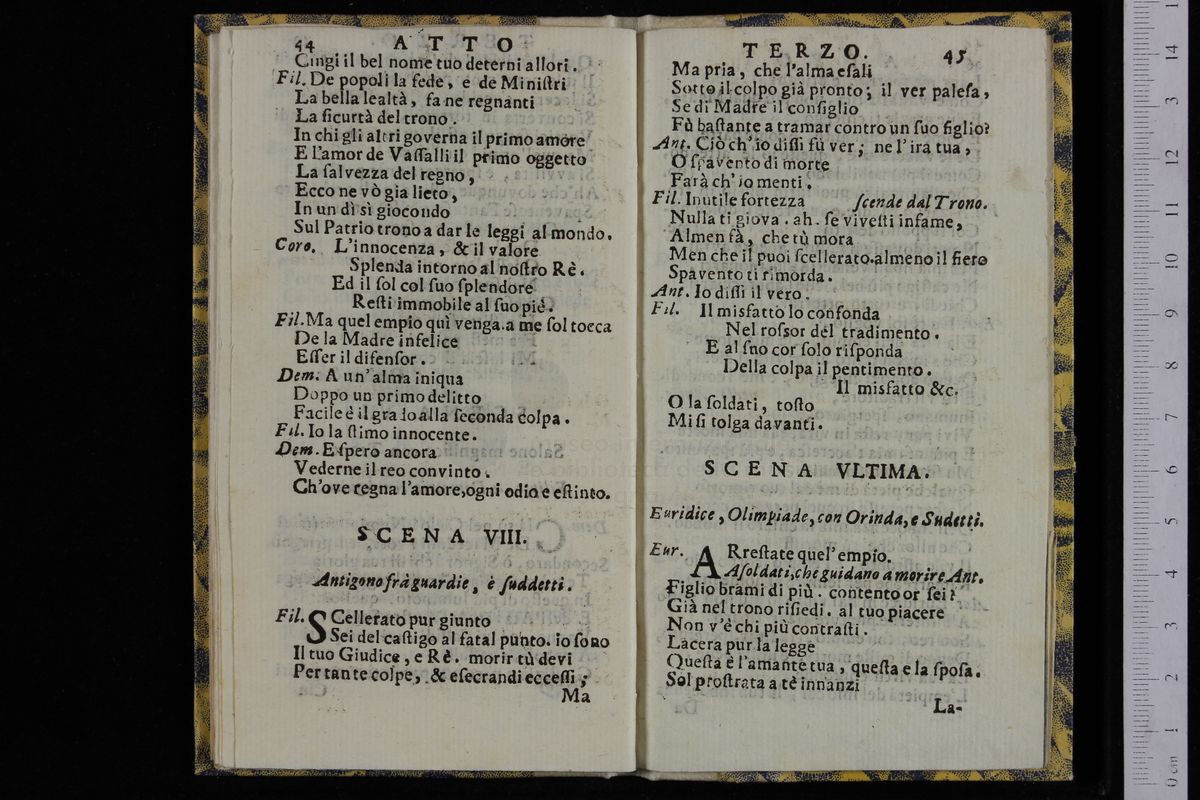 44 ATTO
Cingi il bel nome tuo deterni allori.
Fil. De popoli la fede, e de Miniſtri
La bella lealtà, fa ne regnanti
La ſicurtà del trono.
In chi gli altri governa il primo amore
E l'amor de Vaſſalli il primo oggetto
La ſalvezza del regno,
Ecco ne vò gia lieto,
In un dì sì giocondo
Sul Patrio trono a dar le leggi al mondo.
Coro. L'innocenza, & il valore
Splenda intorno al noſtro Rè.
Ed il ſol col ſuo ſplendore
Reſti immobile al ſuo piè.
Fil. Ma quel empio quì venga. a me ſol tocca
De la Madre infelice
Eſſer il difenſor.
Dem. A un'alma iniqua
Doppo un primo delitto
Facile è il grado alla ſeconda colpa.
Fil. Io la ſtimo innocente.
Dem. Eſpero ancora
Vederne il reo convinto.
Ch'ove regna l'amore, ogni odio e eſtinto.
SCENA VIII.
Antigono frà guardie, è ſuddetti.
Fil. SCellerato pur giunto
Sei del caſtigo al fatal punto. io ſono
Il tuo Giudice, e Rè. morir tù devi
Per tante colpe, & eſecrandi ecceſſi;
Ma
TERZO. 45
Ma pria, che l'alma eſali
Sotto il colpo già pronto; il ver paleſa,
Se di Madre il conſiglio
Fù baſtante a tramar contro un ſuo figlio?
Ant. Ciò ch'io diſſi fù ver; ne l'ira tua,
O ſpavento di morte
Farà ch'io menti.
Fil. Inutile fortezza ſcende dal Trono.
Nulla ti giova. ah. ſe viveſti infame,
Almen fà, che tù mora
Men che il puoi ſcellerato. almeno il fiero
Spavento ti rimorda.
Ant. Io diſſi il vero.
Fil. Il misfatto lo confonda
Nel roſsor del tradimento.
E al ſno cor ſolo riſponda
Della colpa il pentimento.
Il misfatto &c.
O la ſoldati, toſto
Mi ſi tolga davanti.
SCENA VLTIMA.
Euridice, Olimpiade, con Orinda, e Sudetti.
Eur. ARreſtate quel'empio.
A ſoldati, che guidano a morire Ant.
Figlio brami di più. contento or ſei?
Già nel trono riſiedi. al tuo piacere
Non v'è chi più contraſti.
Lacera pur la legge
Queſta è l'amante tua, queſta e la ſpoſa.
Sol proſtrata a tè innanzi
La-